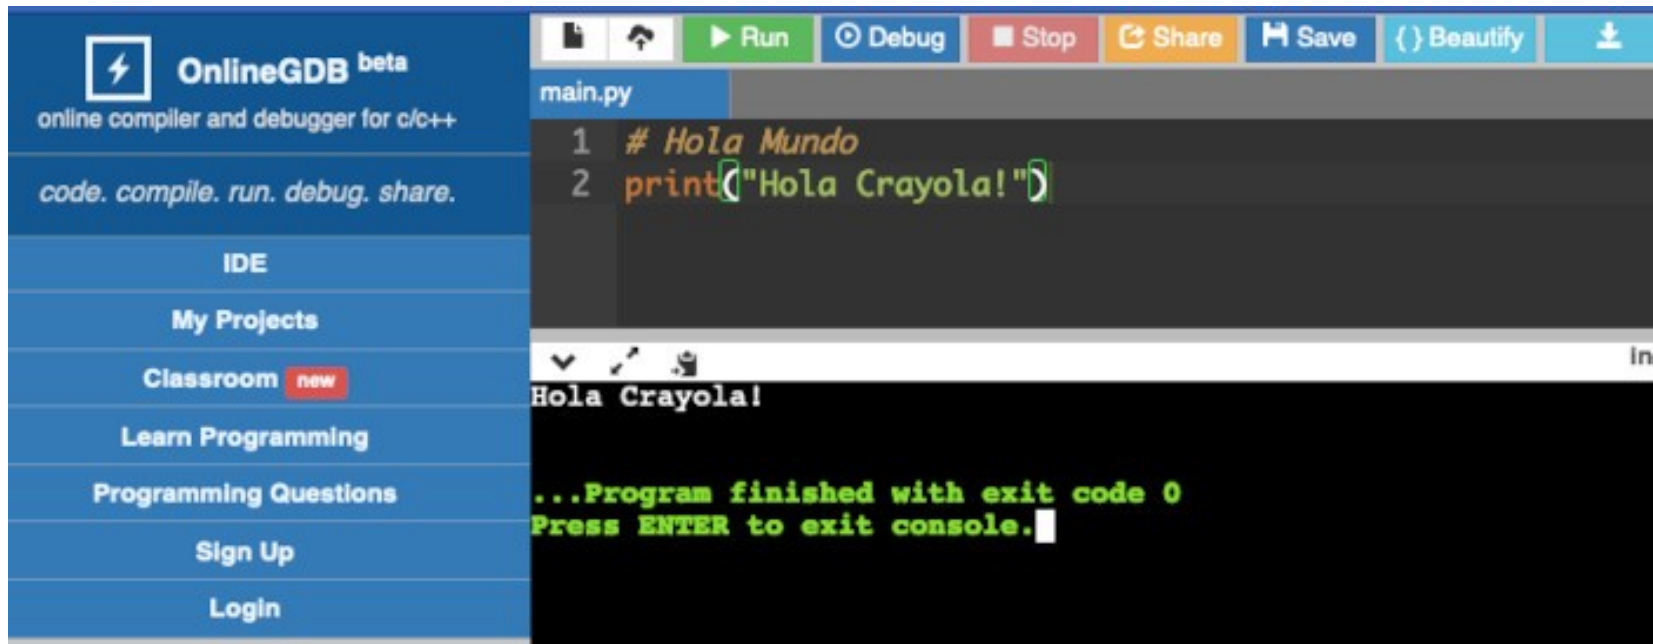 OnlineGDB beta
online compiler and debugger for c/c++
code. compile. run. debug. share.
IDE
My Projects
Classroom new
Learn Programming
Programming Questions
Sign Up
Login
Run Debug Stop Share Save {} Beautify
main.py
1 # Hola Mundo
2 print("Hola Crayola!")
in
Hola Crayola!
...Program finished with exit code 0
Press ENTER to exit console.